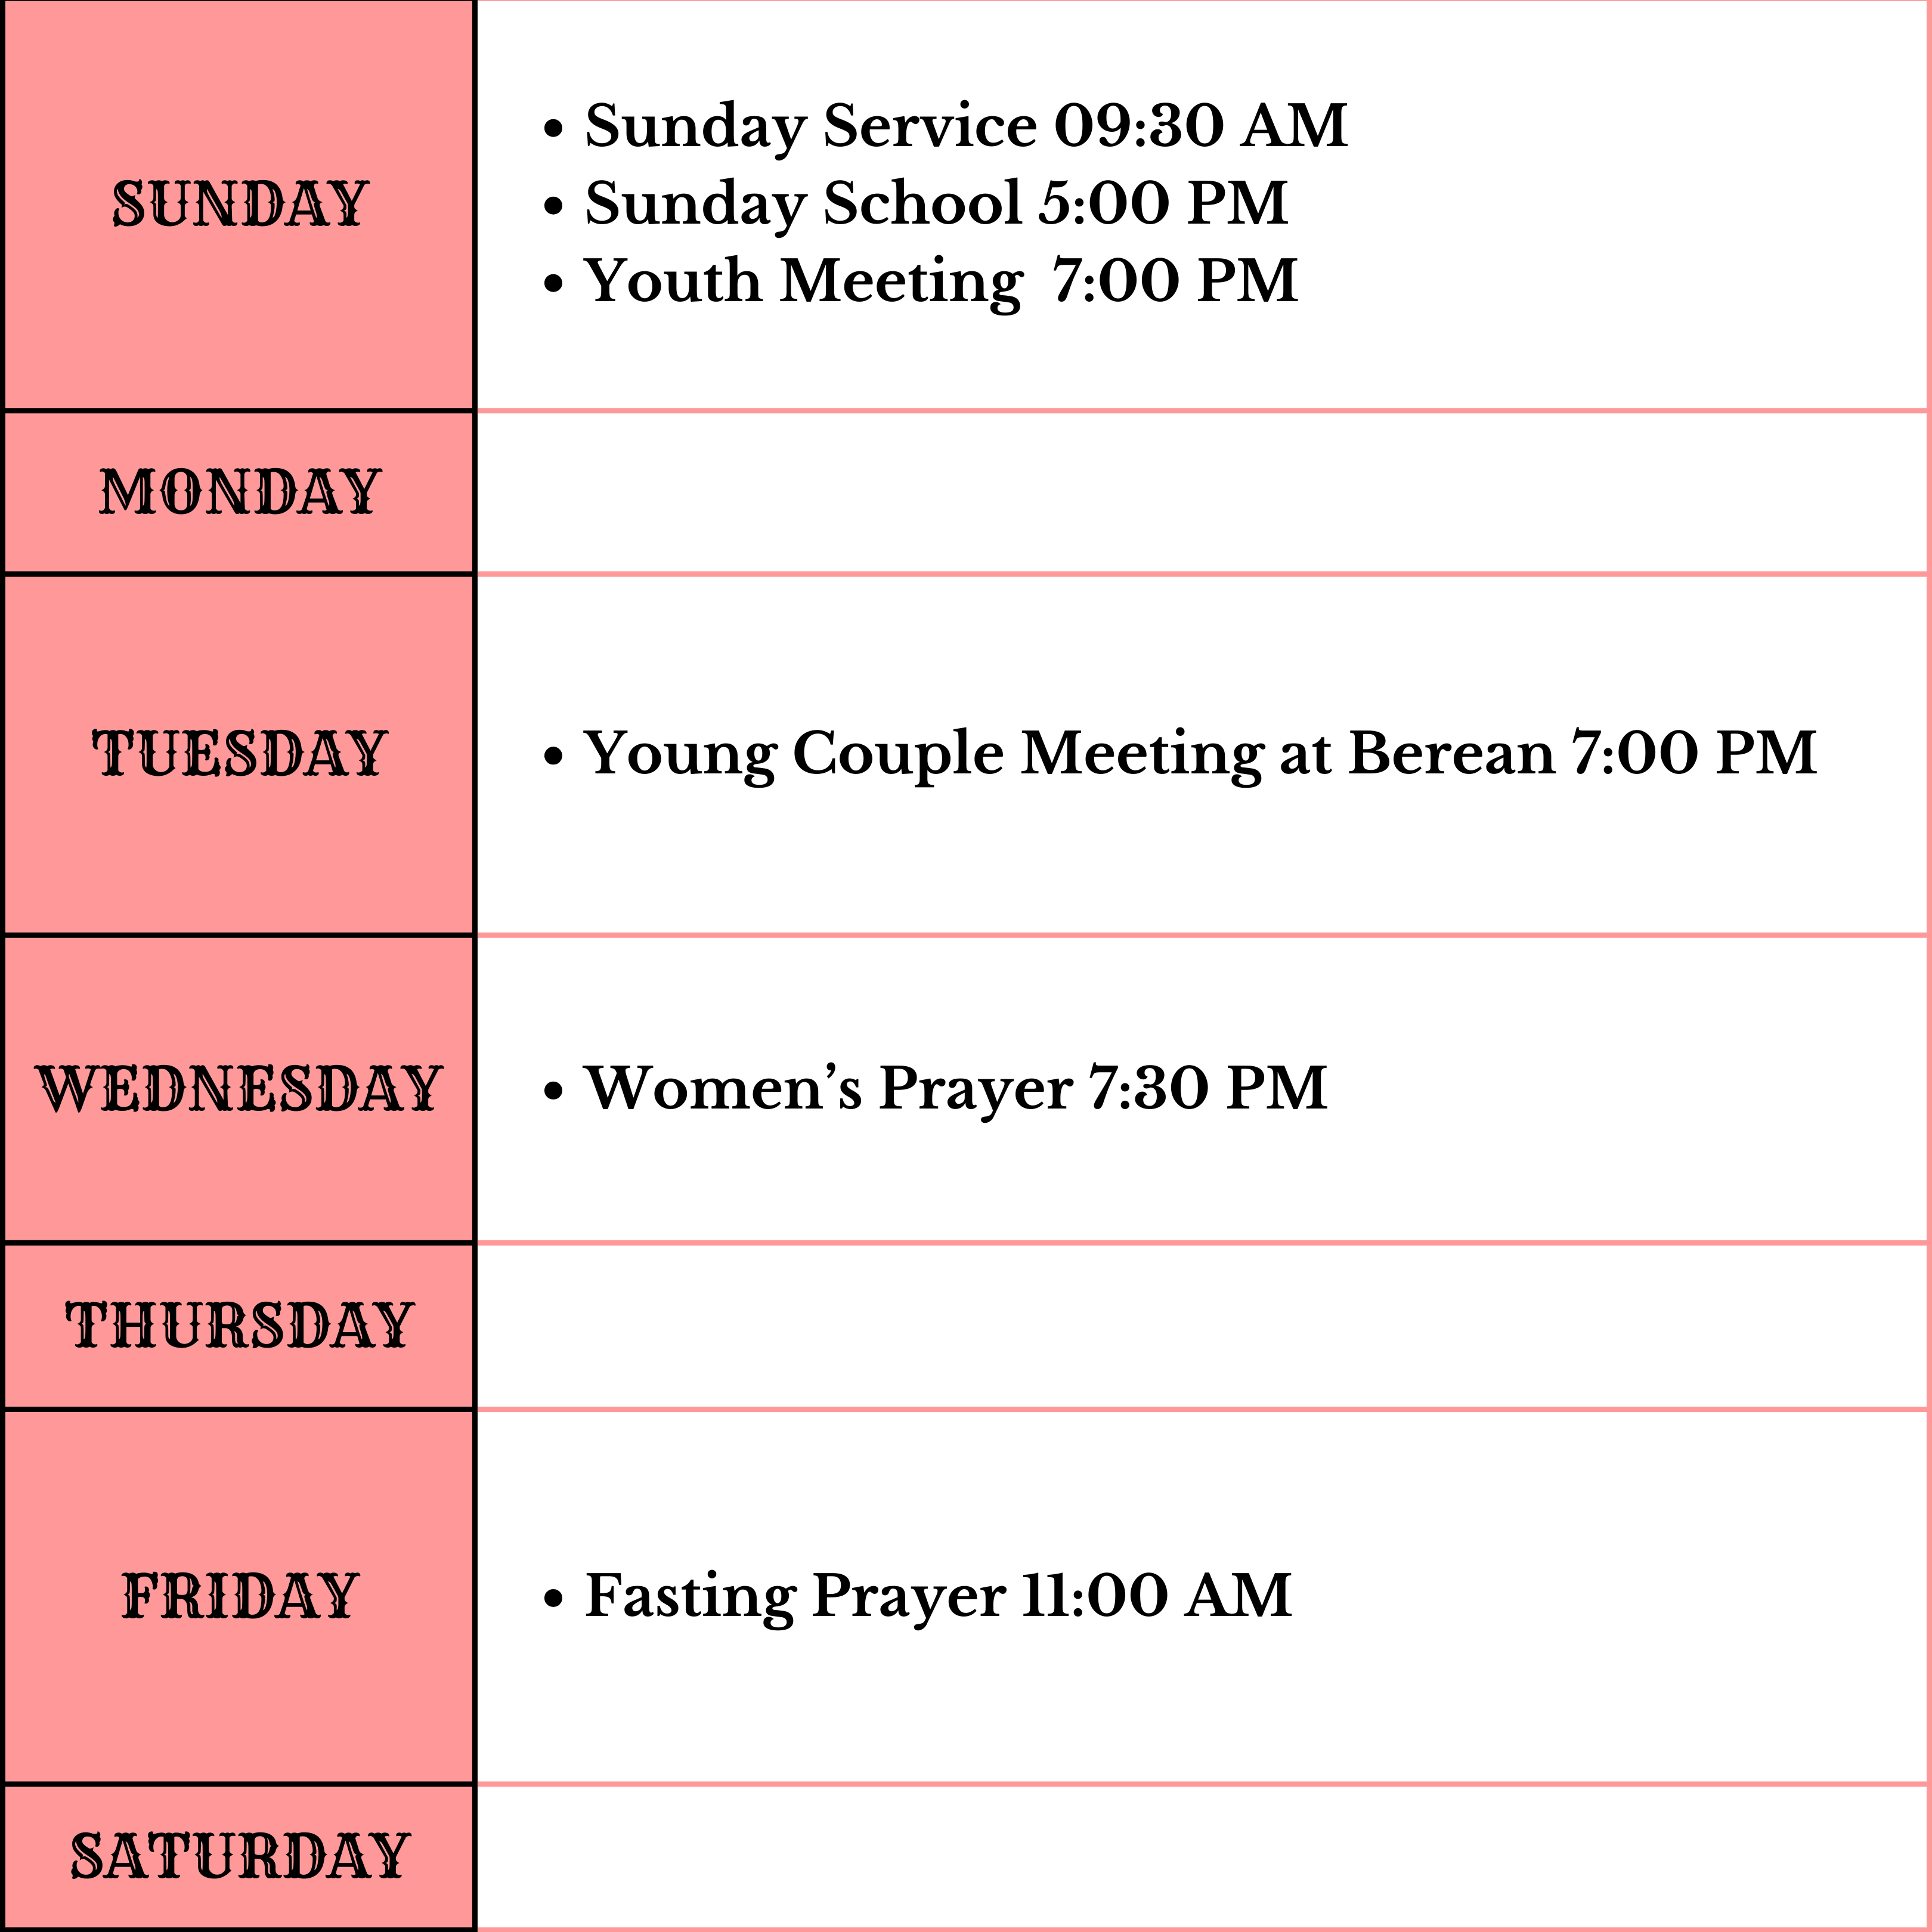 SUNDAY
• Sunday Service 09:30 AM
• Sunday School 5:00 PM
• Youth Meeting 7:00 PM
MONDAY
TUESDAY
• Young Couple Meeting at Berean 7:00 PM
WEDNESDAY
• Women’s Prayer 7:30 PM
THURSDAY
FRIDAY
• Fasting Prayer 11:00 AM
SATURDAY